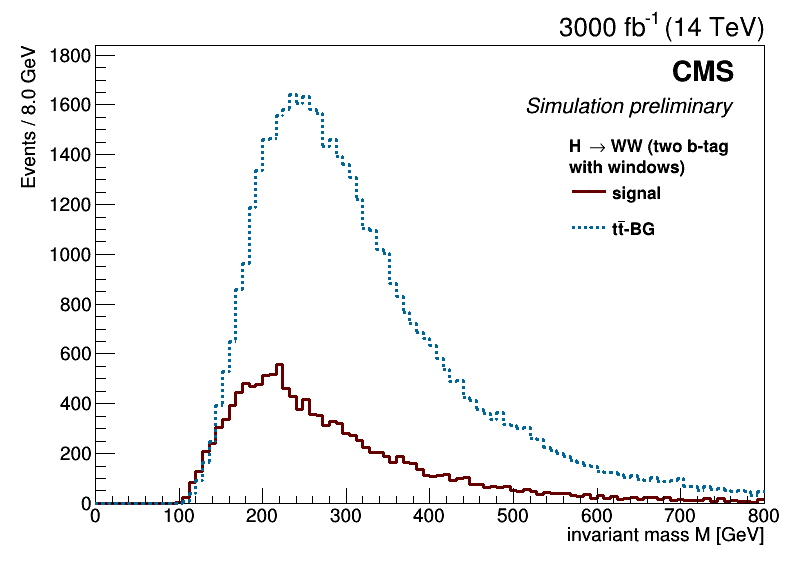 3000 fb⁻¹ (14 TeV)
Events / 8.0 GeV
1800
1600
1400
1200
1000
800
600
400
200
0
CMS
Simulation preliminary
H → WW (two b-tag
with windows)
signal
tt̄-BG
0 100 200 300 400 500 600 700 800
invariant mass M [GeV]